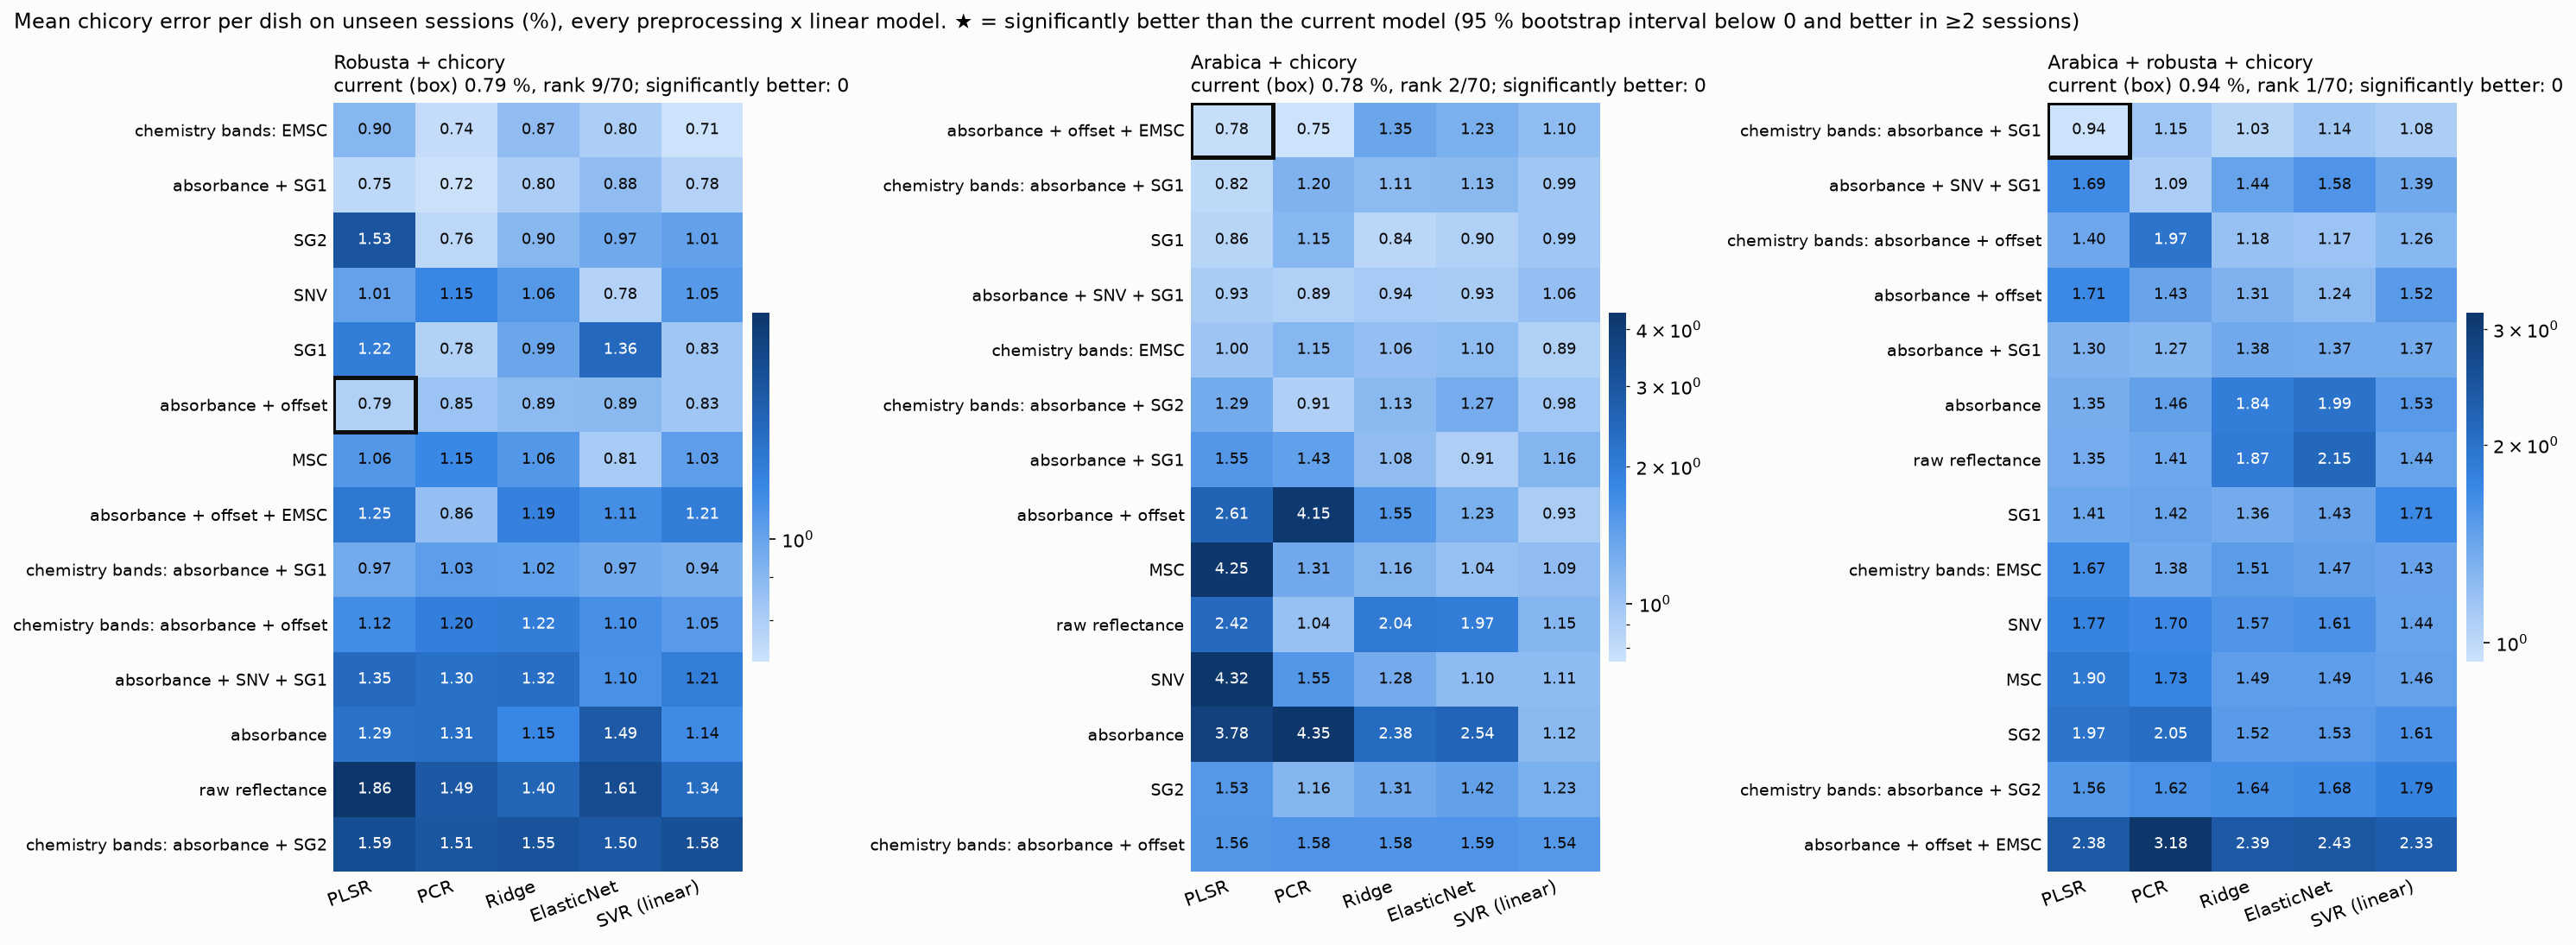 Mean chicory error per dish on unseen sessions (%), every preprocessing x linear model. ★ = significantly better than the current model (95 % bootstrap interval below 0 and better in ≥2 sessions)
Robusta + chicory
current (box) 0.79 %, rank 9/70; significantly better: 0
chemistry bands: EMSC 0.90 0.74 0.87 0.80 0.71
absorbance + SG1 0.75 0.72 0.80 0.88 0.78
SG2 1.53 0.76 0.90 0.97 1.01
SNV 1.01 1.15 1.06 0.78 1.05
SG1 1.22 0.78 0.99 1.36 0.83
absorbance + offset 0.79 0.85 0.89 0.89 0.83
MSC 1.06 1.15 1.06 0.81 1.03
absorbance + offset + EMSC 1.25 0.86 1.19 1.11 1.21
chemistry bands: absorbance + SG1 0.97 1.03 1.02 0.97 0.94
chemistry bands: absorbance + offset 1.12 1.20 1.22 1.10 1.05
absorbance + SNV + SG1 1.35 1.30 1.32 1.10 1.21
absorbance 1.29 1.31 1.15 1.49 1.14
raw reflectance 1.86 1.49 1.40 1.61 1.34
chemistry bands: absorbance + SG2 1.59 1.51 1.55 1.50 1.58
PLSR PCR Ridge ElasticNet SVR (linear)
10⁰
Arabica + chicory
current (box) 0.78 %, rank 2/70; significantly better: 0
absorbance + offset + EMSC 0.78 0.75 1.35 1.23 1.10
chemistry bands: absorbance + SG1 0.82 1.20 1.11 1.13 0.99
SG1 0.86 1.15 0.84 0.90 0.99
absorbance + SNV + SG1 0.93 0.89 0.94 0.93 1.06
chemistry bands: EMSC 1.00 1.15 1.06 1.10 0.89
chemistry bands: absorbance + SG2 1.29 0.91 1.13 1.27 0.98
absorbance + SG1 1.55 1.43 1.08 0.91 1.16
absorbance + offset 2.61 4.15 1.55 1.23 0.93
MSC 4.25 1.31 1.16 1.04 1.09
raw reflectance 2.42 1.04 2.04 1.97 1.15
SNV 4.32 1.55 1.28 1.10 1.11
absorbance 3.78 4.35 2.38 2.54 1.12
SG2 1.53 1.16 1.31 1.42 1.23
chemistry bands: absorbance + offset 1.56 1.58 1.58 1.59 1.54
PLSR PCR Ridge ElasticNet SVR (linear)
4 × 10⁰
3 × 10⁰
2 × 10⁰
10⁰
Arabica + robusta + chicory
current (box) 0.94 %, rank 1/70; significantly better: 0
chemistry bands: absorbance + SG1 0.94 1.15 1.03 1.14 1.08
absorbance + SNV + SG1 1.69 1.09 1.44 1.58 1.39
chemistry bands: absorbance + offset 1.40 1.97 1.18 1.17 1.26
absorbance + offset 1.71 1.43 1.31 1.24 1.52
absorbance + SG1 1.30 1.27 1.38 1.37 1.37
absorbance 1.35 1.46 1.84 1.99 1.53
raw reflectance 1.35 1.41 1.87 2.15 1.44
SG1 1.41 1.42 1.36 1.43 1.71
chemistry bands: EMSC 1.67 1.38 1.51 1.47 1.43
SNV 1.77 1.70 1.57 1.61 1.44
MSC 1.90 1.73 1.49 1.49 1.46
SG2 1.97 2.05 1.52 1.53 1.61
chemistry bands: absorbance + SG2 1.56 1.62 1.64 1.68 1.79
absorbance + offset + EMSC 2.38 3.18 2.39 2.43 2.33
PLSR PCR Ridge ElasticNet SVR (linear)
3 × 10⁰
2 × 10⁰
10⁰